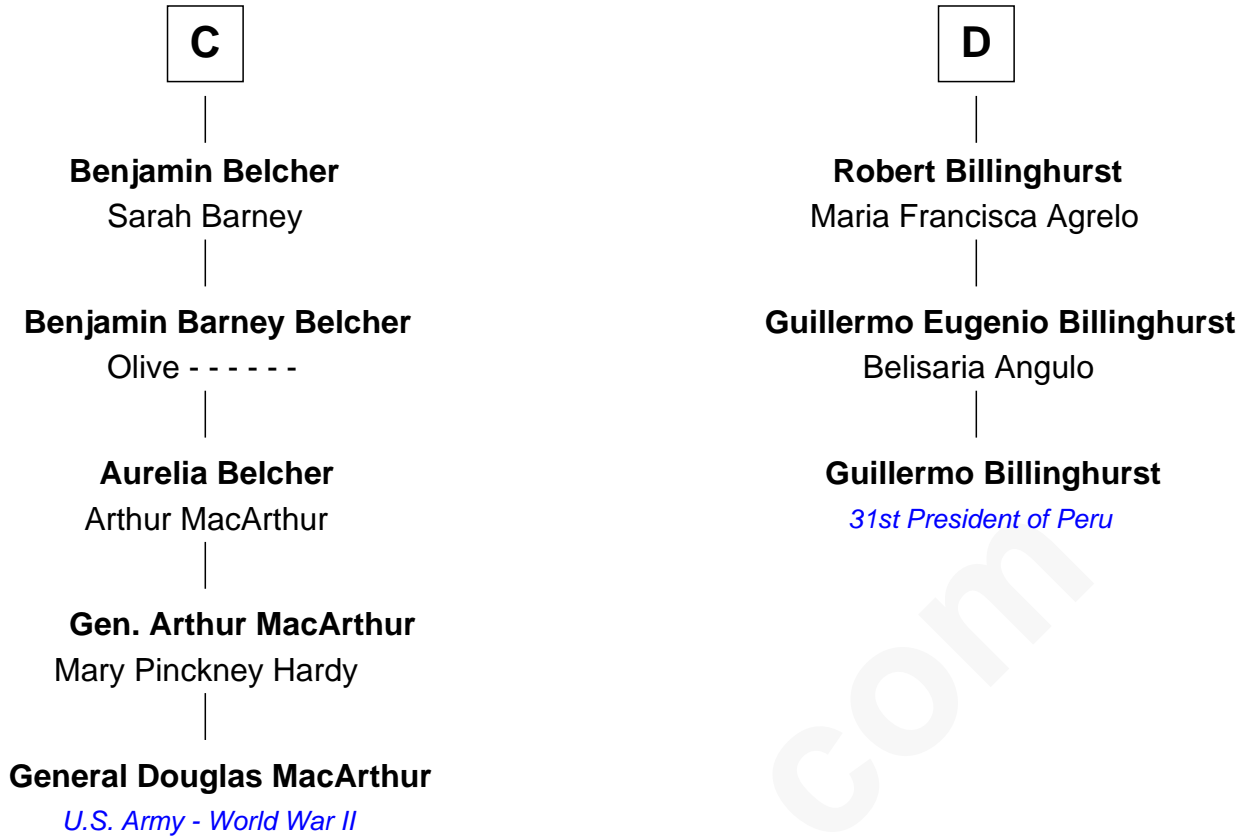 C
Benjamin Belcher
Sarah Barney
Benjamin Barney Belcher
Olive - - - - - -
Aurelia Belcher
Arthur MacArthur
Gen. Arthur MacArthur
Mary Pinckney Hardy
General Douglas MacArthur
U.S. Army - World War II
D
Robert Billinghurst
Maria Francisca Agrelo
Guillermo Eugenio Billinghurst
Belisaria Angulo
Guillermo Billinghurst
31st President of Peru
com